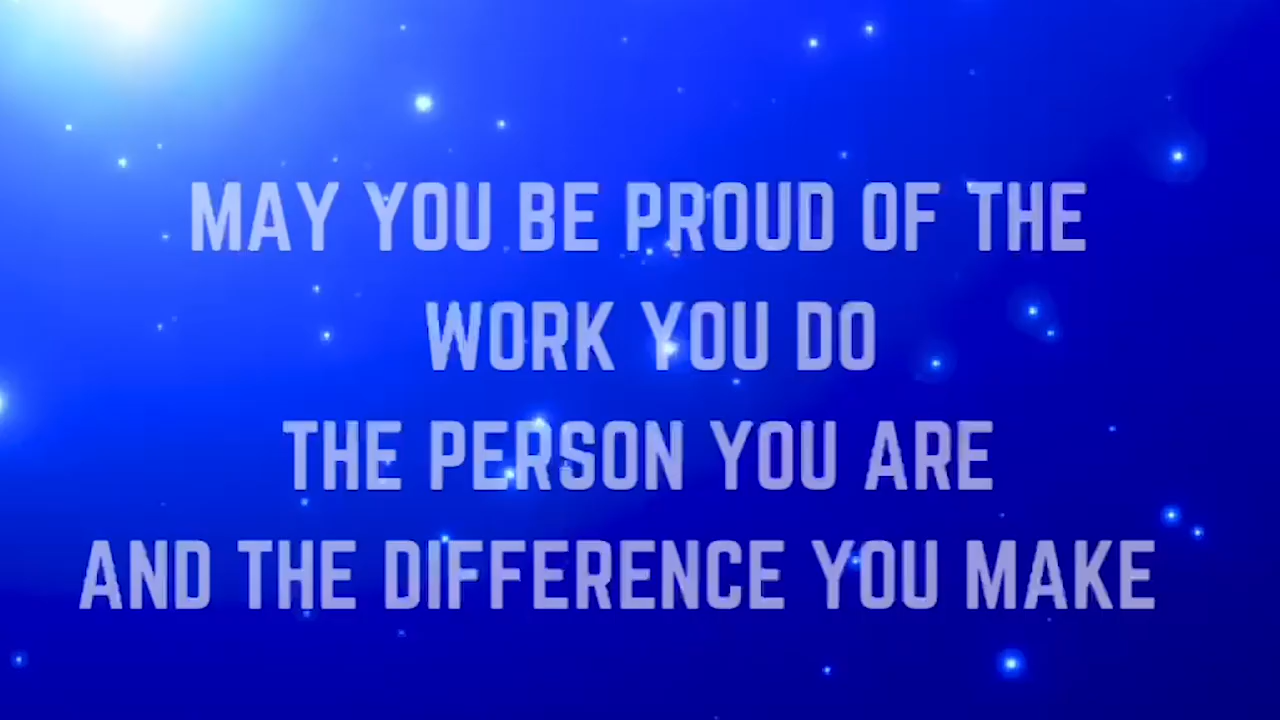 MAY YOU BE PROUD OF THE
WORK YOU DO
THE PERSON YOU ARE
AND THE DIFFERENCE YOU MAKE